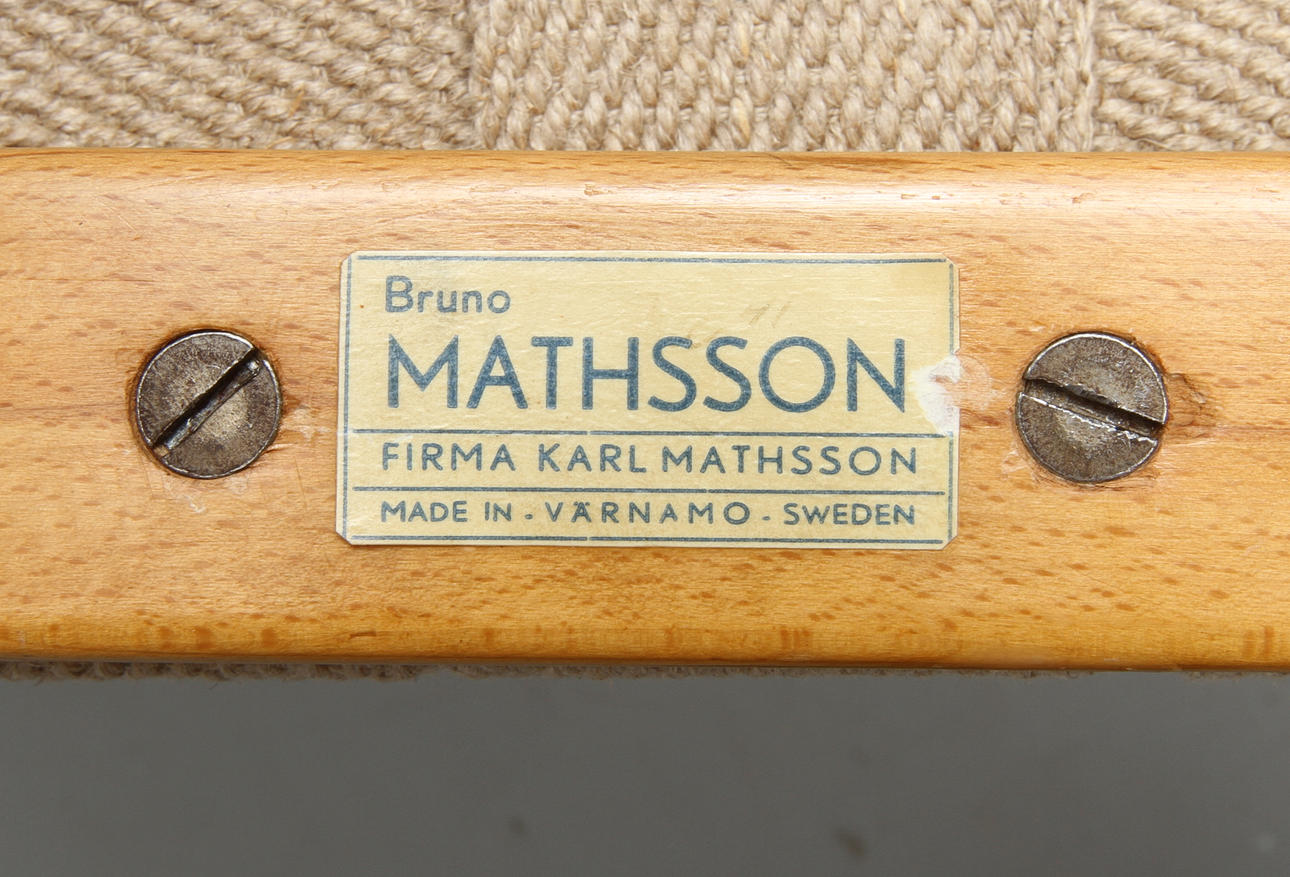 Bruno
MATHSSON
FIRMA KARL MATHSSON
MADE IN - VÄRNAMO - SWEDEN